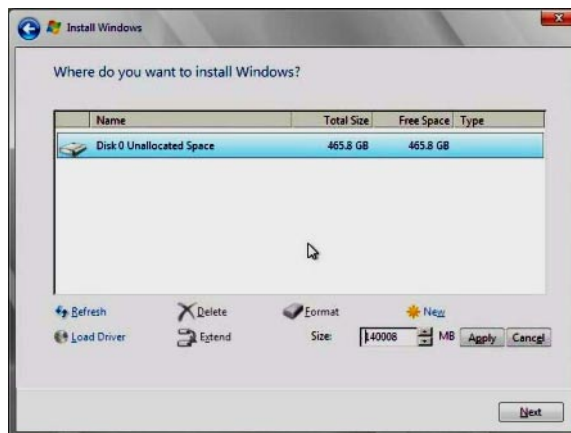 Install Windows
Where do you want to install Windows?
Name Total Size Free Space Type
Disk 0 Unallocated Space 465.8 GB 465.8 GB
Refresh Delete Format New
Load Driver Extend Size: 140008 MB Apply Cancel
Next